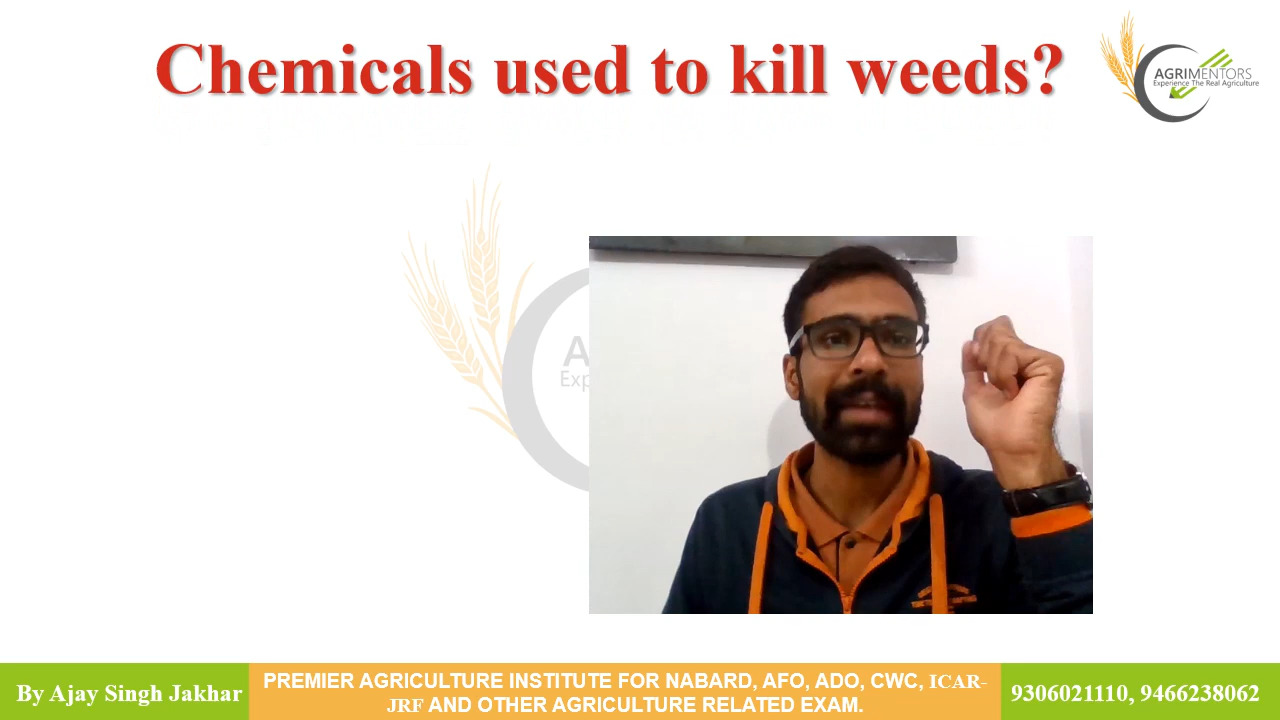 Chemicals used to kill weeds?
AGRIMENTORS
Experience The Real Agriculture
A
Exp
By Ajay Singh Jakhar
PREMIER AGRICULTURE INSTITUTE FOR NABARD, AFO, ADO, CWC, ICAR-
JRF AND OTHER AGRICULTURE RELATED EXAM.
9306021110, 9466238062